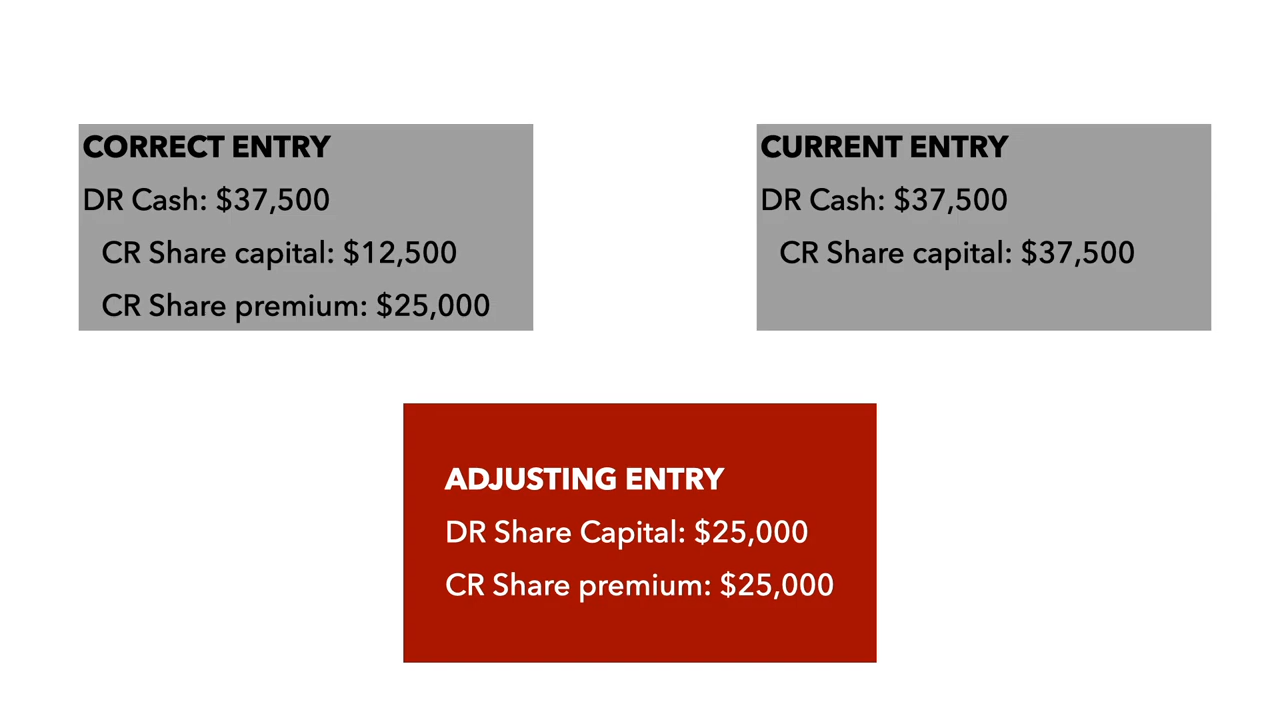 CORRECT ENTRY
DR Cash: $37,500
CR Share capital: $12,500
CR Share premium: $25,000
CURRENT ENTRY
DR Cash: $37,500
CR Share capital: $37,500
ADJUSTING ENTRY
DR Share Capital: $25,000
CR Share premium: $25,000